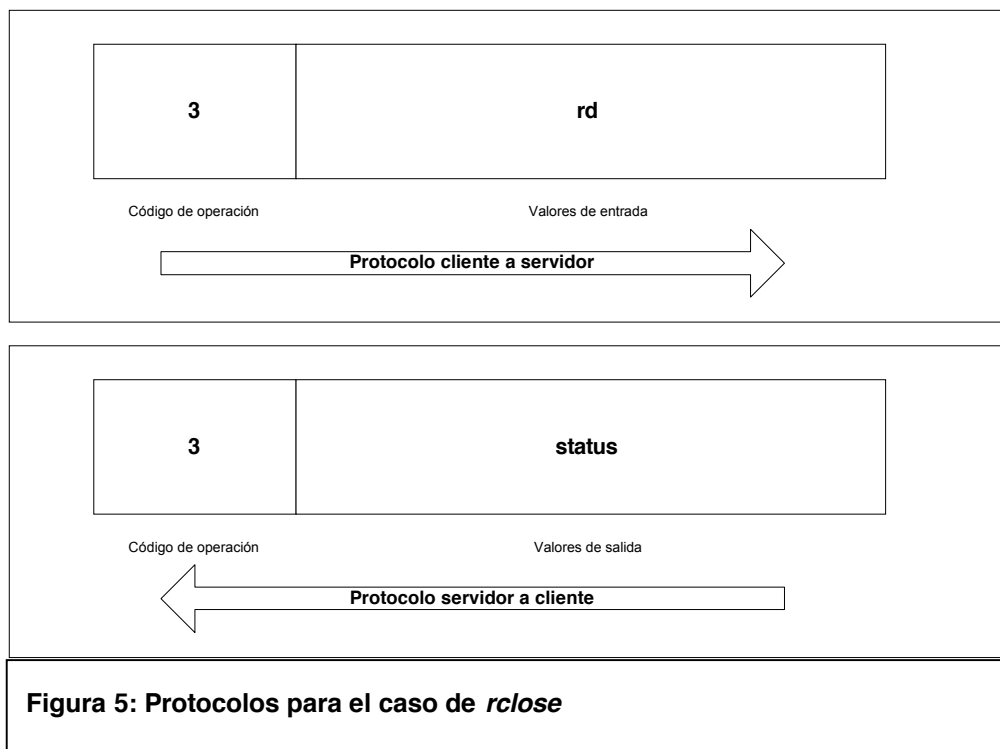 3
rd
Código de operación
Valores de entrada
Protocolo cliente a servidor
3
status
Código de operación
Valores de salida
Protocolo servidor a cliente
Figura 5: Protocolos para el caso de rclose